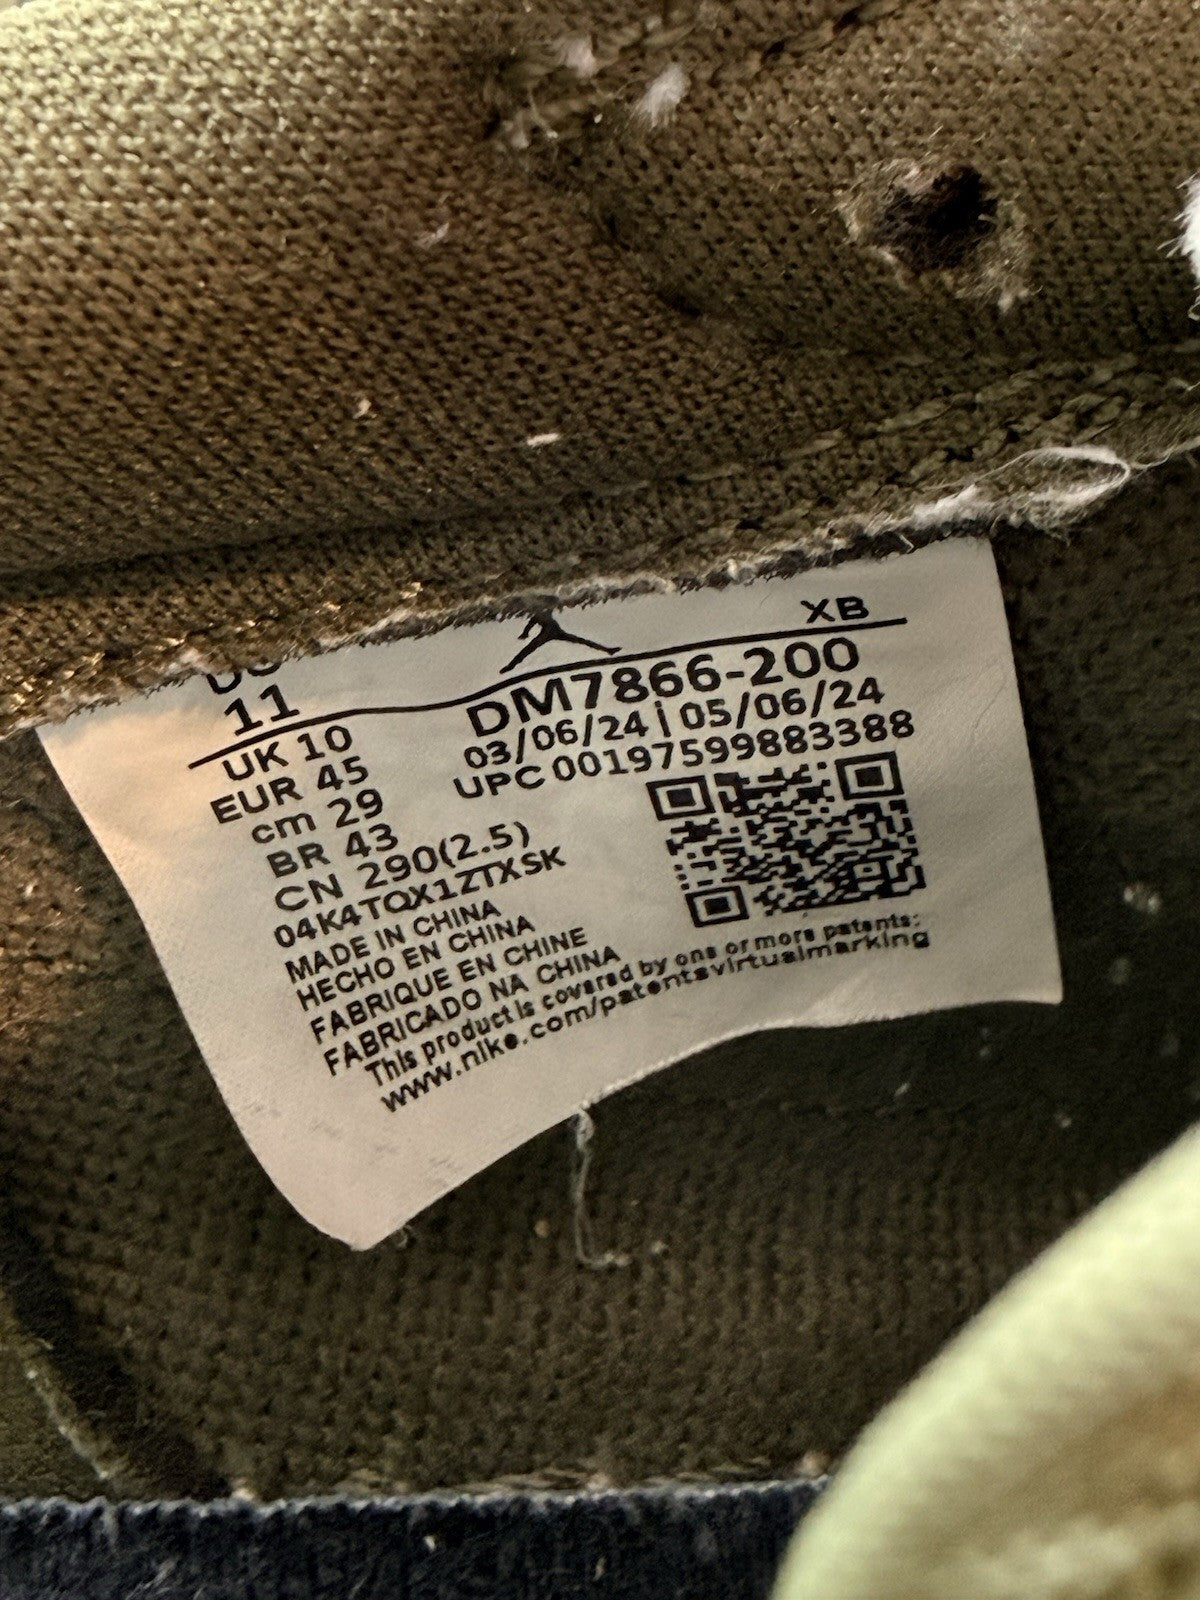 XB
11
DM7866-200
03/06/24 | 05/06/24
UPC 00197599883388
UK 10
EUR 45
cm 29
BR 43
CN 290(2.5)
04K4TQX1ZTXSK
MADE IN CHINA
HECHO EN CHINA
FABRIQUE EN CHINE
FABRICADO NA CHINA
This product is covered by one or more patents:
www.nike.com/patentsvirtualmarking